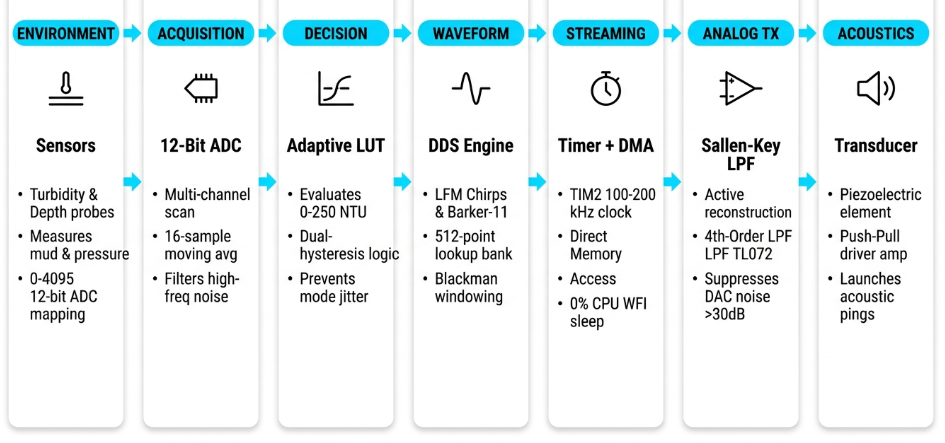 ENVIRONMENT
Sensors
• Turbidity &
Depth probes
• Measures
mud & pressure
• 0-4095
12-bit ADC
mapping
ACQUISITION
12-Bit ADC
• Multi-channel
scan
• 16-sample
moving avg
• Filters high-
freq noise
DECISION
Adaptive LUT
• Evaluates
0-250 NTU
• Dual-
hysteresis logic
• Prevents
mode jitter
WAVEFORM
DDS Engine
• LFM Chirps
& Barker-11
• 512-point
lookup bank
• Blackman
windowing
STREAMING
Timer + DMA
• TIM2 100-200
kHz clock
• Direct
Memory
• Access
• 0% CPU WFI
sleep
ANALOG TX
Sallen-Key
LPF
• Active
reconstruction
• 4th-Order LPF
LPF TL072
• Suppresses
DAC noise
>30dB
ACOUSTICS
Transducer
• Piezoelectric
element
• Push-Pull
driver amp
• Launches
acoustic
pings